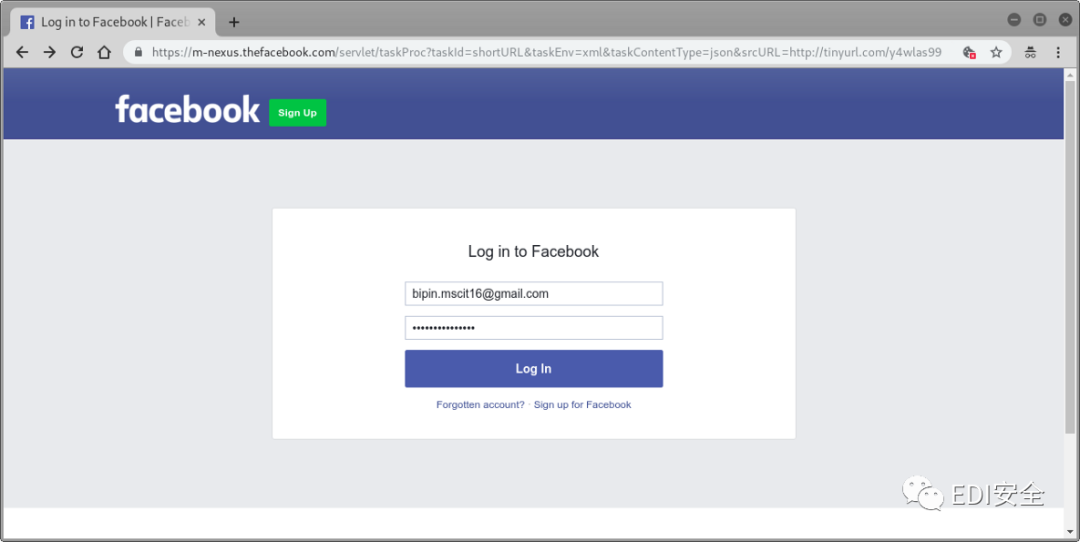 Log in to Facebook | Faceb
https://m-nexus.thefacebook.com/servlet/taskProc?taskId=shortURL&taskEnv=xml&taskContentType=json&srcURL=http://tinyurl.com/y4wlas99
facebook Sign Up
Log in to Facebook
bipin.mscit16@gmail.com
•••••••••••••••
Log In
Forgotten account? · Sign up for Facebook
EDI安全